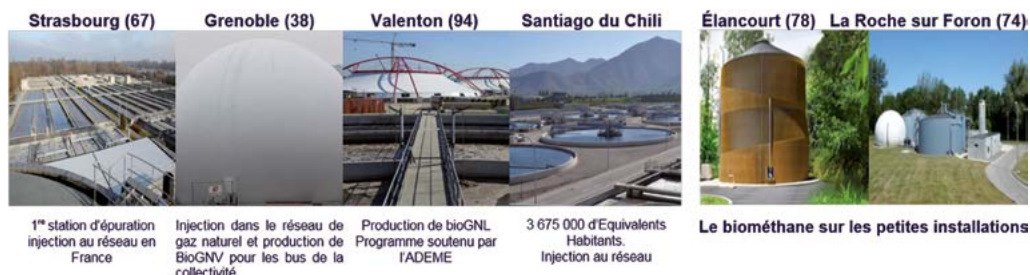 Strasbourg (67)
Grenoble (38)
Valenton (94)
Santiago du Chili
Élancourt (78)
La Roche sur Foron (74)
1re station d'épuration
injection au réseau en
France
Injection dans le réseau de
gaz naturel et production de
BioGNV pour les bus de la
collectivité
Production de bioGNL
Programme soutenu par
l'ADEME
3 675 000 d'Equivalents
Habitants.
Injection au réseau
Le biométhane sur les petites installations